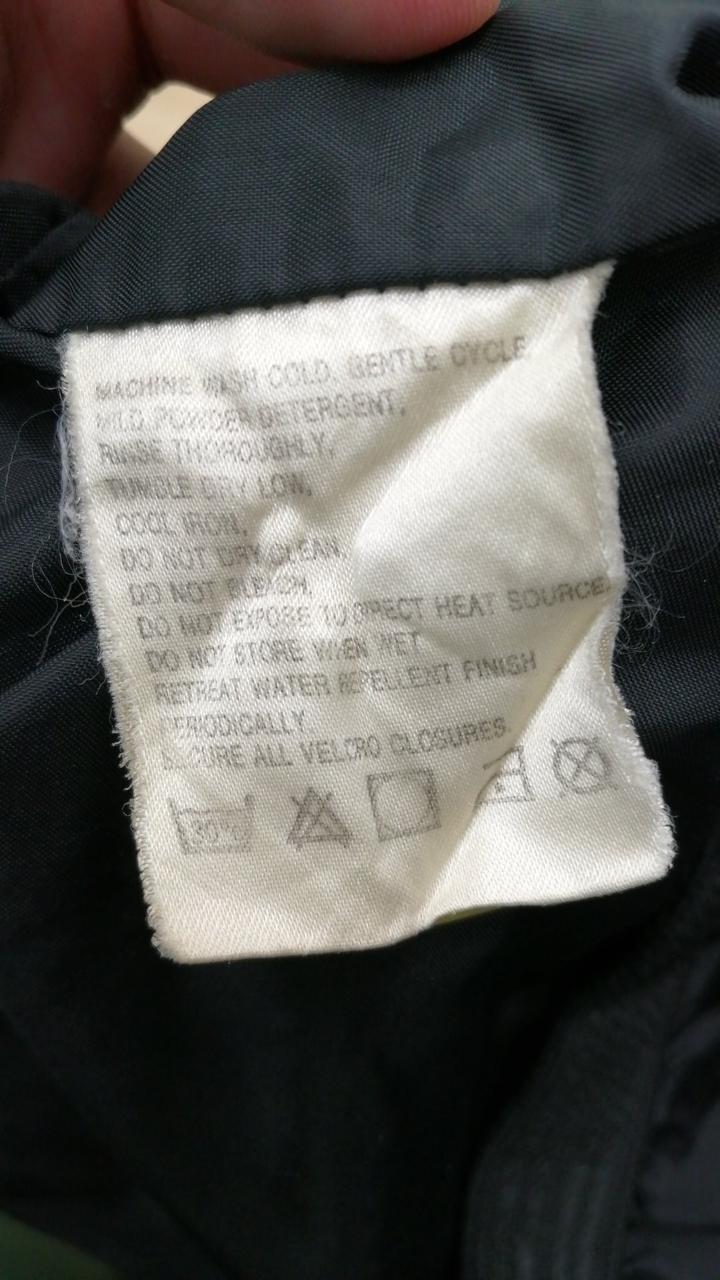 MACHINE WASH COLD, GENTLE CYCLE
MILD POWDER DETERGENT,
RINSE THOROUGHLY,
TUMBLE DRY LOW,
COOL IRON,
DO NOT DRY CLEAN,
DO NOT BLEACH,
DO NOT EXPOSE TO DIRECT HEAT SOURCE,
DO NOT STORE WHEN WET
RETREAT WATER REPELLENT FINISH
PERIODICALLY
SECURE ALL VELCRO CLOSURES.
30°